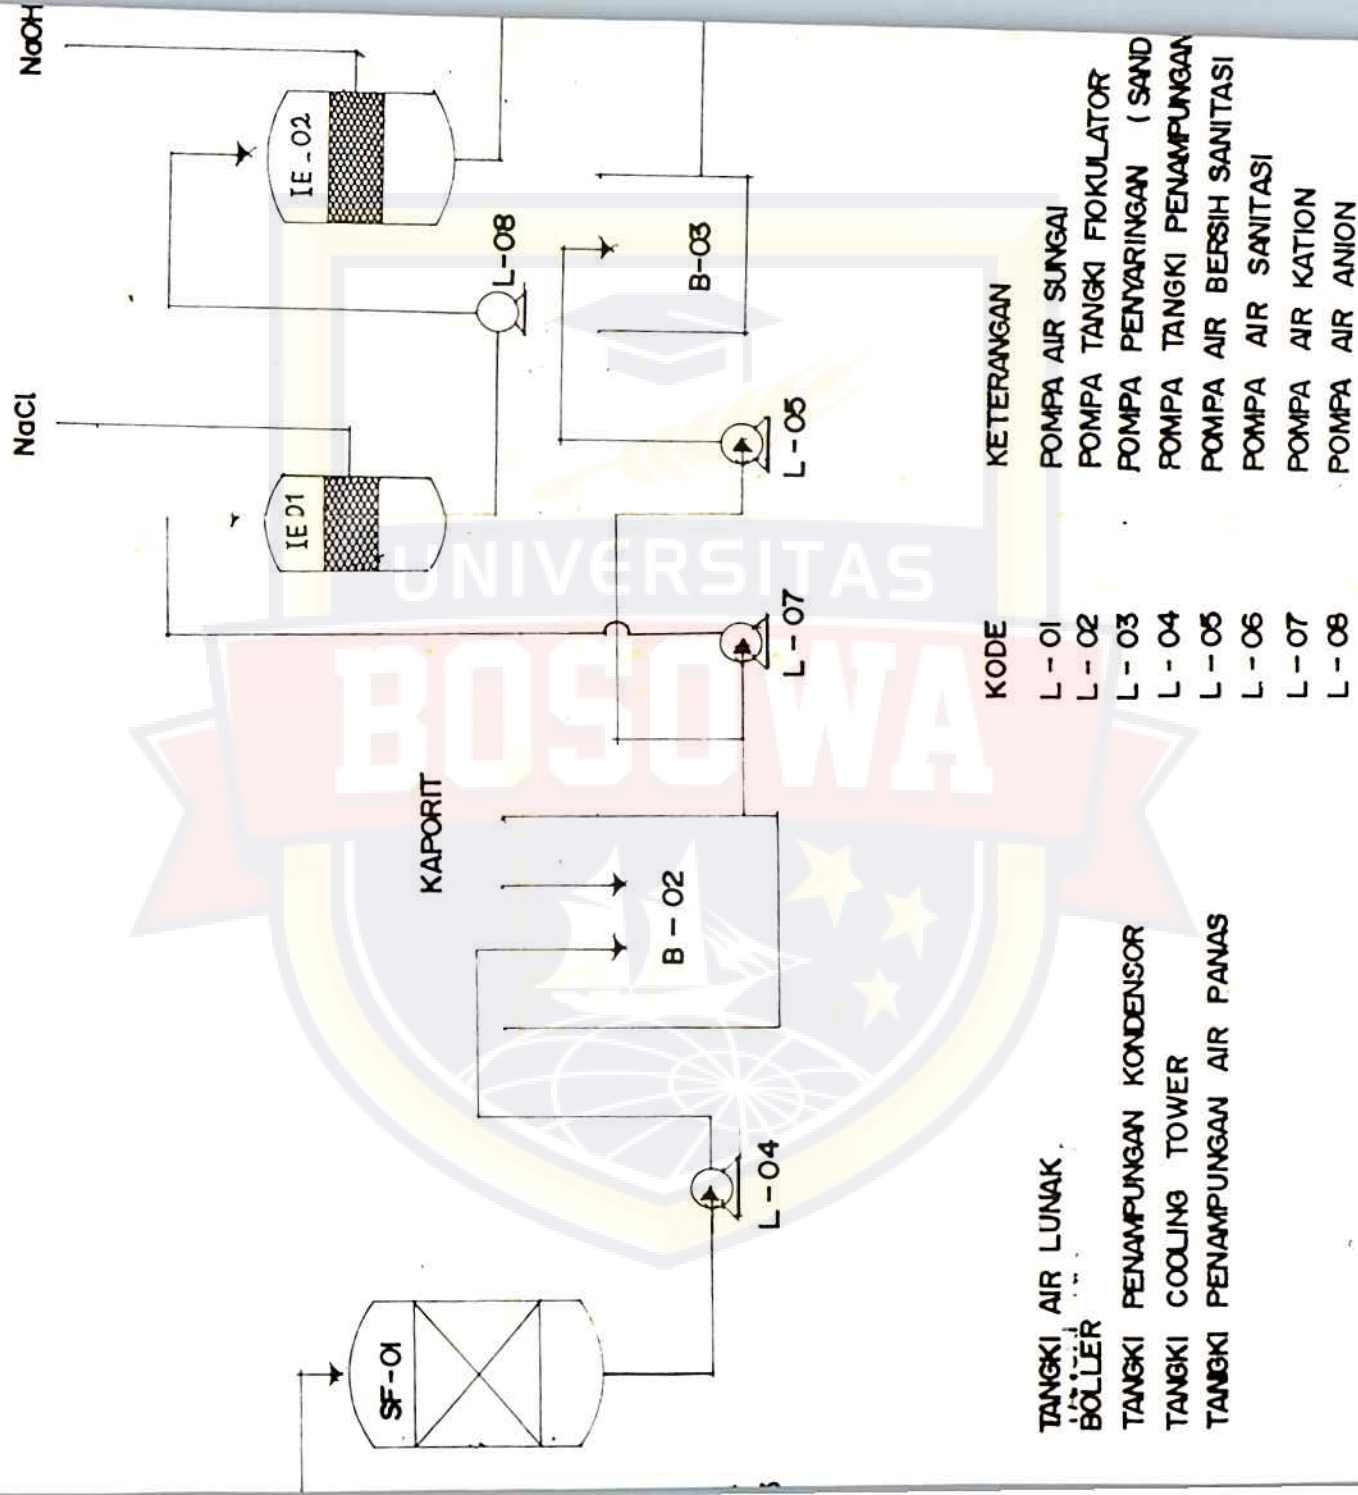 NaCl
NaOH
IE 01
IE-02
L-08
KAPORIT
SF-01
B-02
B-03
L-04
L-07
L-05
UNIVERSITAS
BOSOWA
KODE KETERANGAN
TANGKI AIR LUNAK
BOLLER
TANGKI PENAMPUNGAN KONDENSOR
TANGKI COOLING TOWER
TANGKI PENAMPUNGAN AIR PANAS
L-01 POMPA AIR SUNGAI
L-02 POMPA TANGKI FIOKULATOR
L-03 POMPA PENYARINGAN (SAND
L-04 POMPA TANGKI PENAMPUNGAN
L-05 POMPA AIR BERSIH SANITASI
L-06 POMPA AIR SANITASI
L-07 POMPA AIR KATION
L-08 POMPA AIR ANION